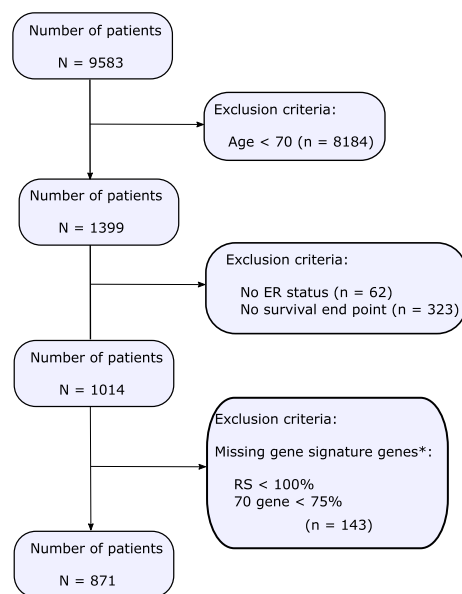 Number of patients
N = 9583
Exclusion criteria:
Age < 70 (n = 8184)
Number of patients
N = 1399
Exclusion criteria:
No ER status (n = 62)
No survival end point (n = 323)
Number of patients
N = 1014
Exclusion criteria:
Missing gene signature genes*:
RS < 100%
70 gene < 75%
(n = 143)
Number of patients
N = 871